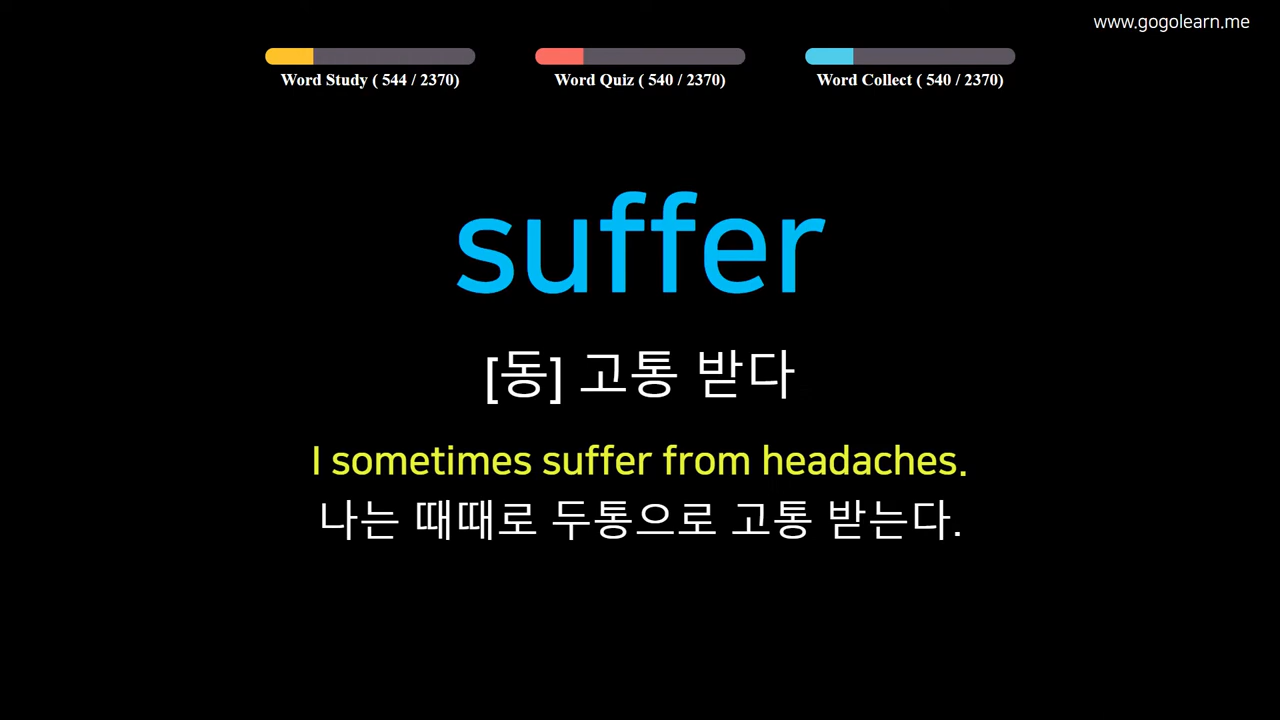 www.gogolearn.me
Word Study ( 544 / 2370)
Word Quiz ( 540 / 2370)
Word Collect ( 540 / 2370)
suffer
[동] 고통 받다
I sometimes suffer from headaches.
나는 때때로 두통으로 고통 받는다.